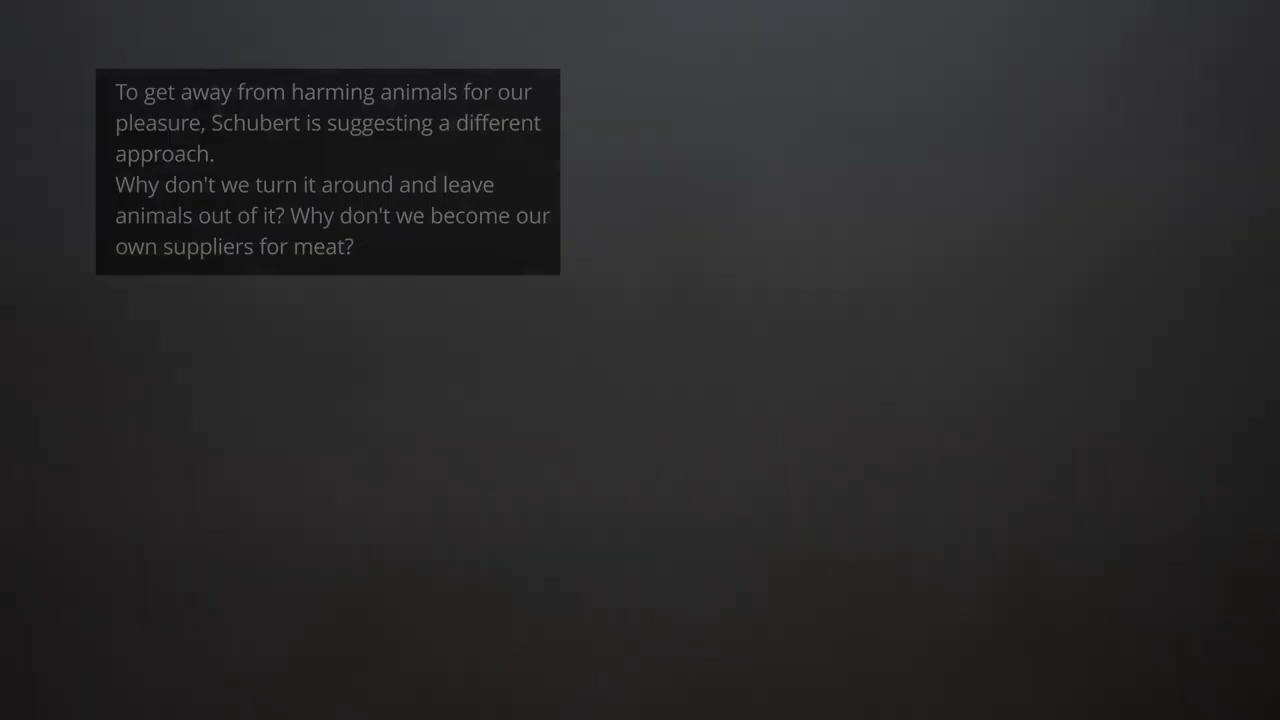 To get away from harming animals for our
pleasure, Schubert is suggesting a different
approach.
Why don't we turn it around and leave
animals out of it? Why don't we become our
own suppliers for meat?